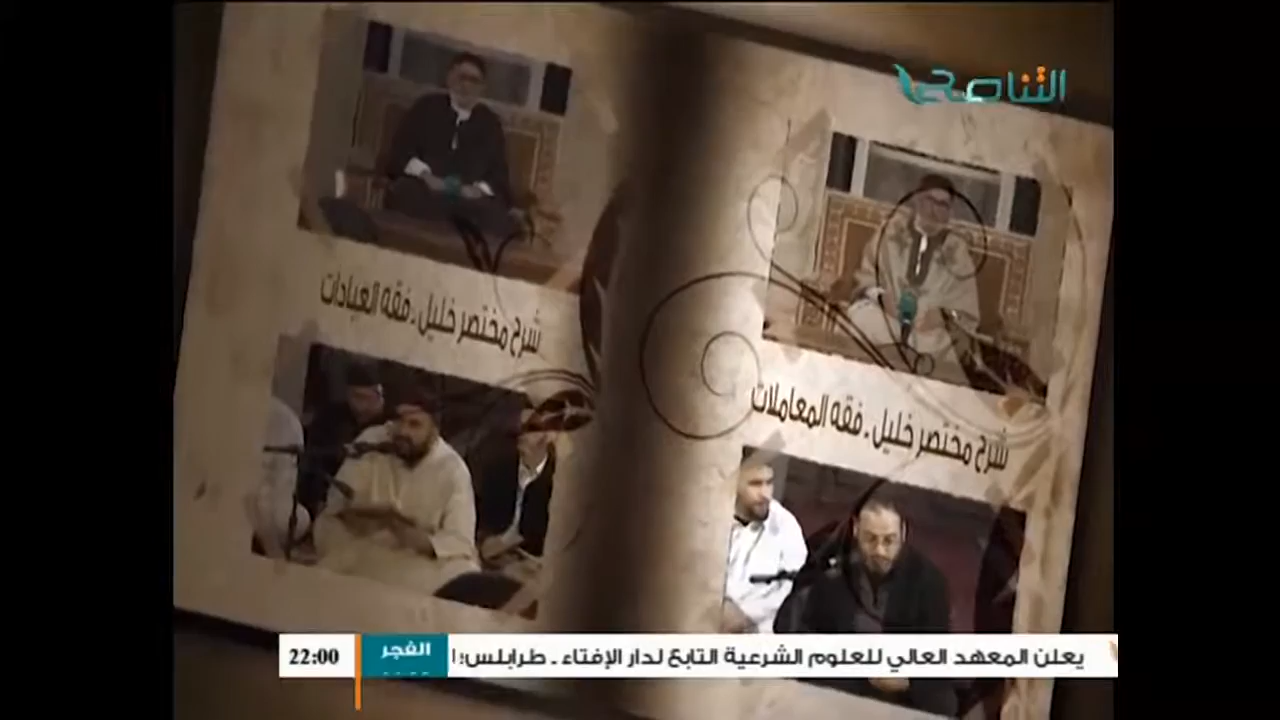 التناصح
شرح مختصر خليل - فقه العبادات
شرح مختصر خليل - فقه المعاملات
يعلن المعهد العالي للعلوم الشرعية التابع لدار الإفتاء - طرابلس؛
الفجر
22:00